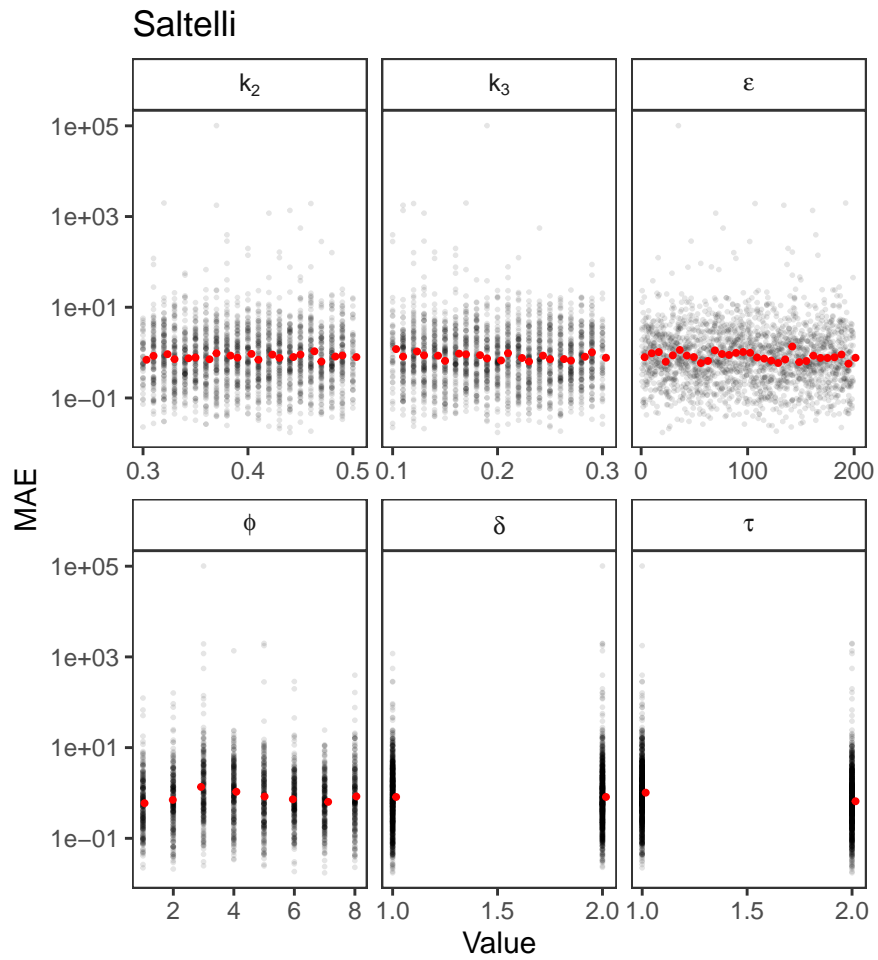 Saltelli
k₂ k₃ ε
1e+05
1e+03
1e+01
1e−01
0.3 0.4 0.5 0.1 0.2 0.3 0 100 200
MAE
ϕ δ τ
1e+05
1e+03
1e+01
1e−01
2 4 6 8 1.0 1.5 2.0 1.0 1.5 2.0
Value